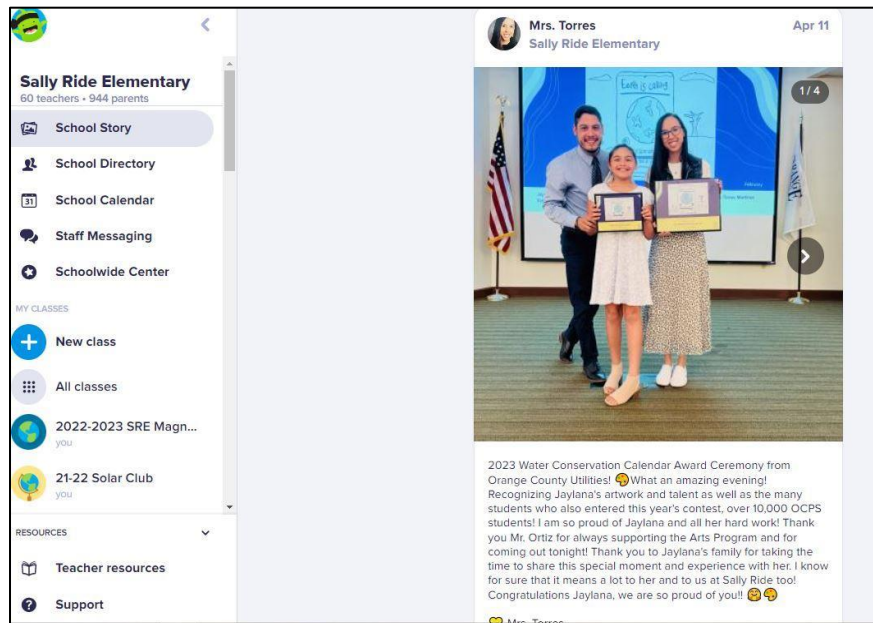 Sally Ride Elementary
60 teachers • 944 parents
School Story
School Directory
31
School Calendar
Staff Messaging
Schoolwide Center
MY CLASSES
New class
All classes
2022-2023 SRE Magn...
you
21-22 Solar Club
you
RESOURCES
Teacher resources
Support
Mrs. Torres
Apr 11
Sally Ride Elementary
1/4
Earth is calling
February
2023 Water Conservation Calendar Award Ceremony from
Orange County Utilities! 🎨What an amazing evening!
Recognizing Jaylana's artwork and talent as well as the many
students who also entered this year's contest, over 10,000 OCPS
students! I am so proud of Jaylana and all her hard work! Thank
you Mr. Ortiz for always supporting the Arts Program and for
coming out tonight! Thank you to Jaylana's family for taking the
time to share this special moment and experience with her. I know
for sure that it means a lot to her and to us at Sally Ride too!
Congratulations Jaylana, we are so proud of you!! 🤗🎨
💛 Mrs. Torres